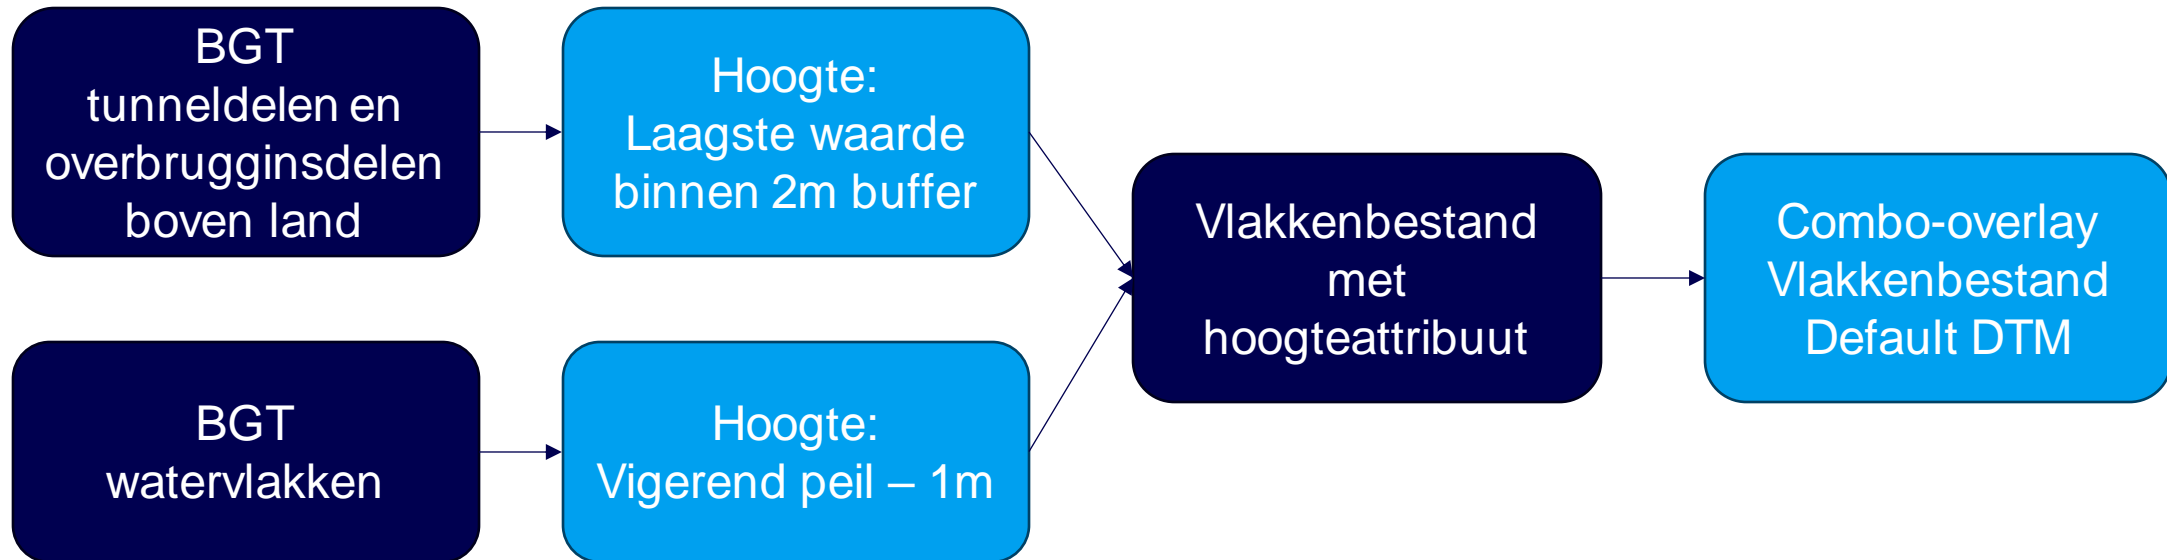 BGT
tunneldelen en
overbrugginsdelen
boven land
Hoogte:
Laagste waarde
binnen 2m buffer
BGT
watervlakken
Hoogte:
Vigerend peil – 1m
Vlakkenbestand
met
hoogteattribuut
Combo-overlay
Vlakkenbestand
Default DTM